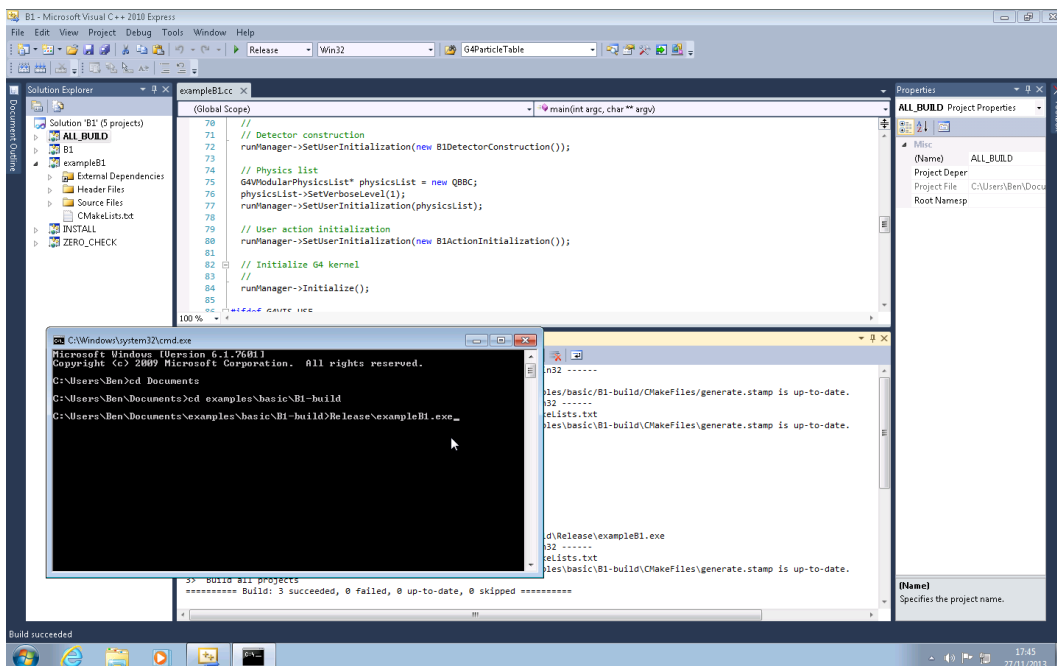 B1 - Microsoft Visual C++ 2010 Express
File Edit View Project Debug Tools Window Help
Release Win32 G4ParticleTable
Document Outline
Solution Explorer
Solution 'B1' (5 projects)
ALL_BUILD
B1
exampleB1
External Dependencies
Header Files
Source Files
CMakeLists.txt
INSTALL
ZERO_CHECK
exampleB1.cc
(Global Scope) main(int argc, char ** argv)
70 //
71 // Detector construction
72 runManager->SetUserInitialization(new B1DetectorConstruction());
73
74 // Physics list
75 G4VModularPhysicsList* physicsList = new QBBC;
76 physicsList->SetVerboseLevel(1);
77 runManager->SetUserInitialization(physicsList);
78
79 // User action initialization
80 runManager->SetUserInitialization(new B1ActionInitialization());
81
82 // Initialize G4 kernel
83 //
84 runManager->Initialize();
85
86 #ifdef G4VIS_USE
100 %
Properties
ALL_BUILD Project Properties
Misc
(Name) ALL_BUILD
Project Deper
Project File C:\Users\Ben\Docu
Root Namesp
(Name)
Specifies the project name.
C:\Windows\system32\cmd.exe
Microsoft Windows [Version 6.1.7601]
Copyright (c) 2009 Microsoft Corporation. All rights reserved.
C:\Users\Ben>cd Documents
C:\Users\Ben\Documents>cd examples\basic\B1-build
C:\Users\Ben\Documents\examples\basic\B1-build>Release\exampleB1.exe_
in32 ------
ples/basic/B1-build/CMakeFiles/generate.stamp is up-to-date.
n32 ------
eLists.txt
ples\basic\B1-build\CMakeFiles\generate.stamp is up-to-date.
ld\Release\exampleB1.exe
n32 ------
eLists.txt
ples\basic\B1-build\CMakeFiles\generate.stamp is up-to-date.
3> Build all projects
========== Build: 3 succeeded, 0 failed, 0 up-to-date, 0 skipped ==========
Build succeeded
17:45
27/11/2013